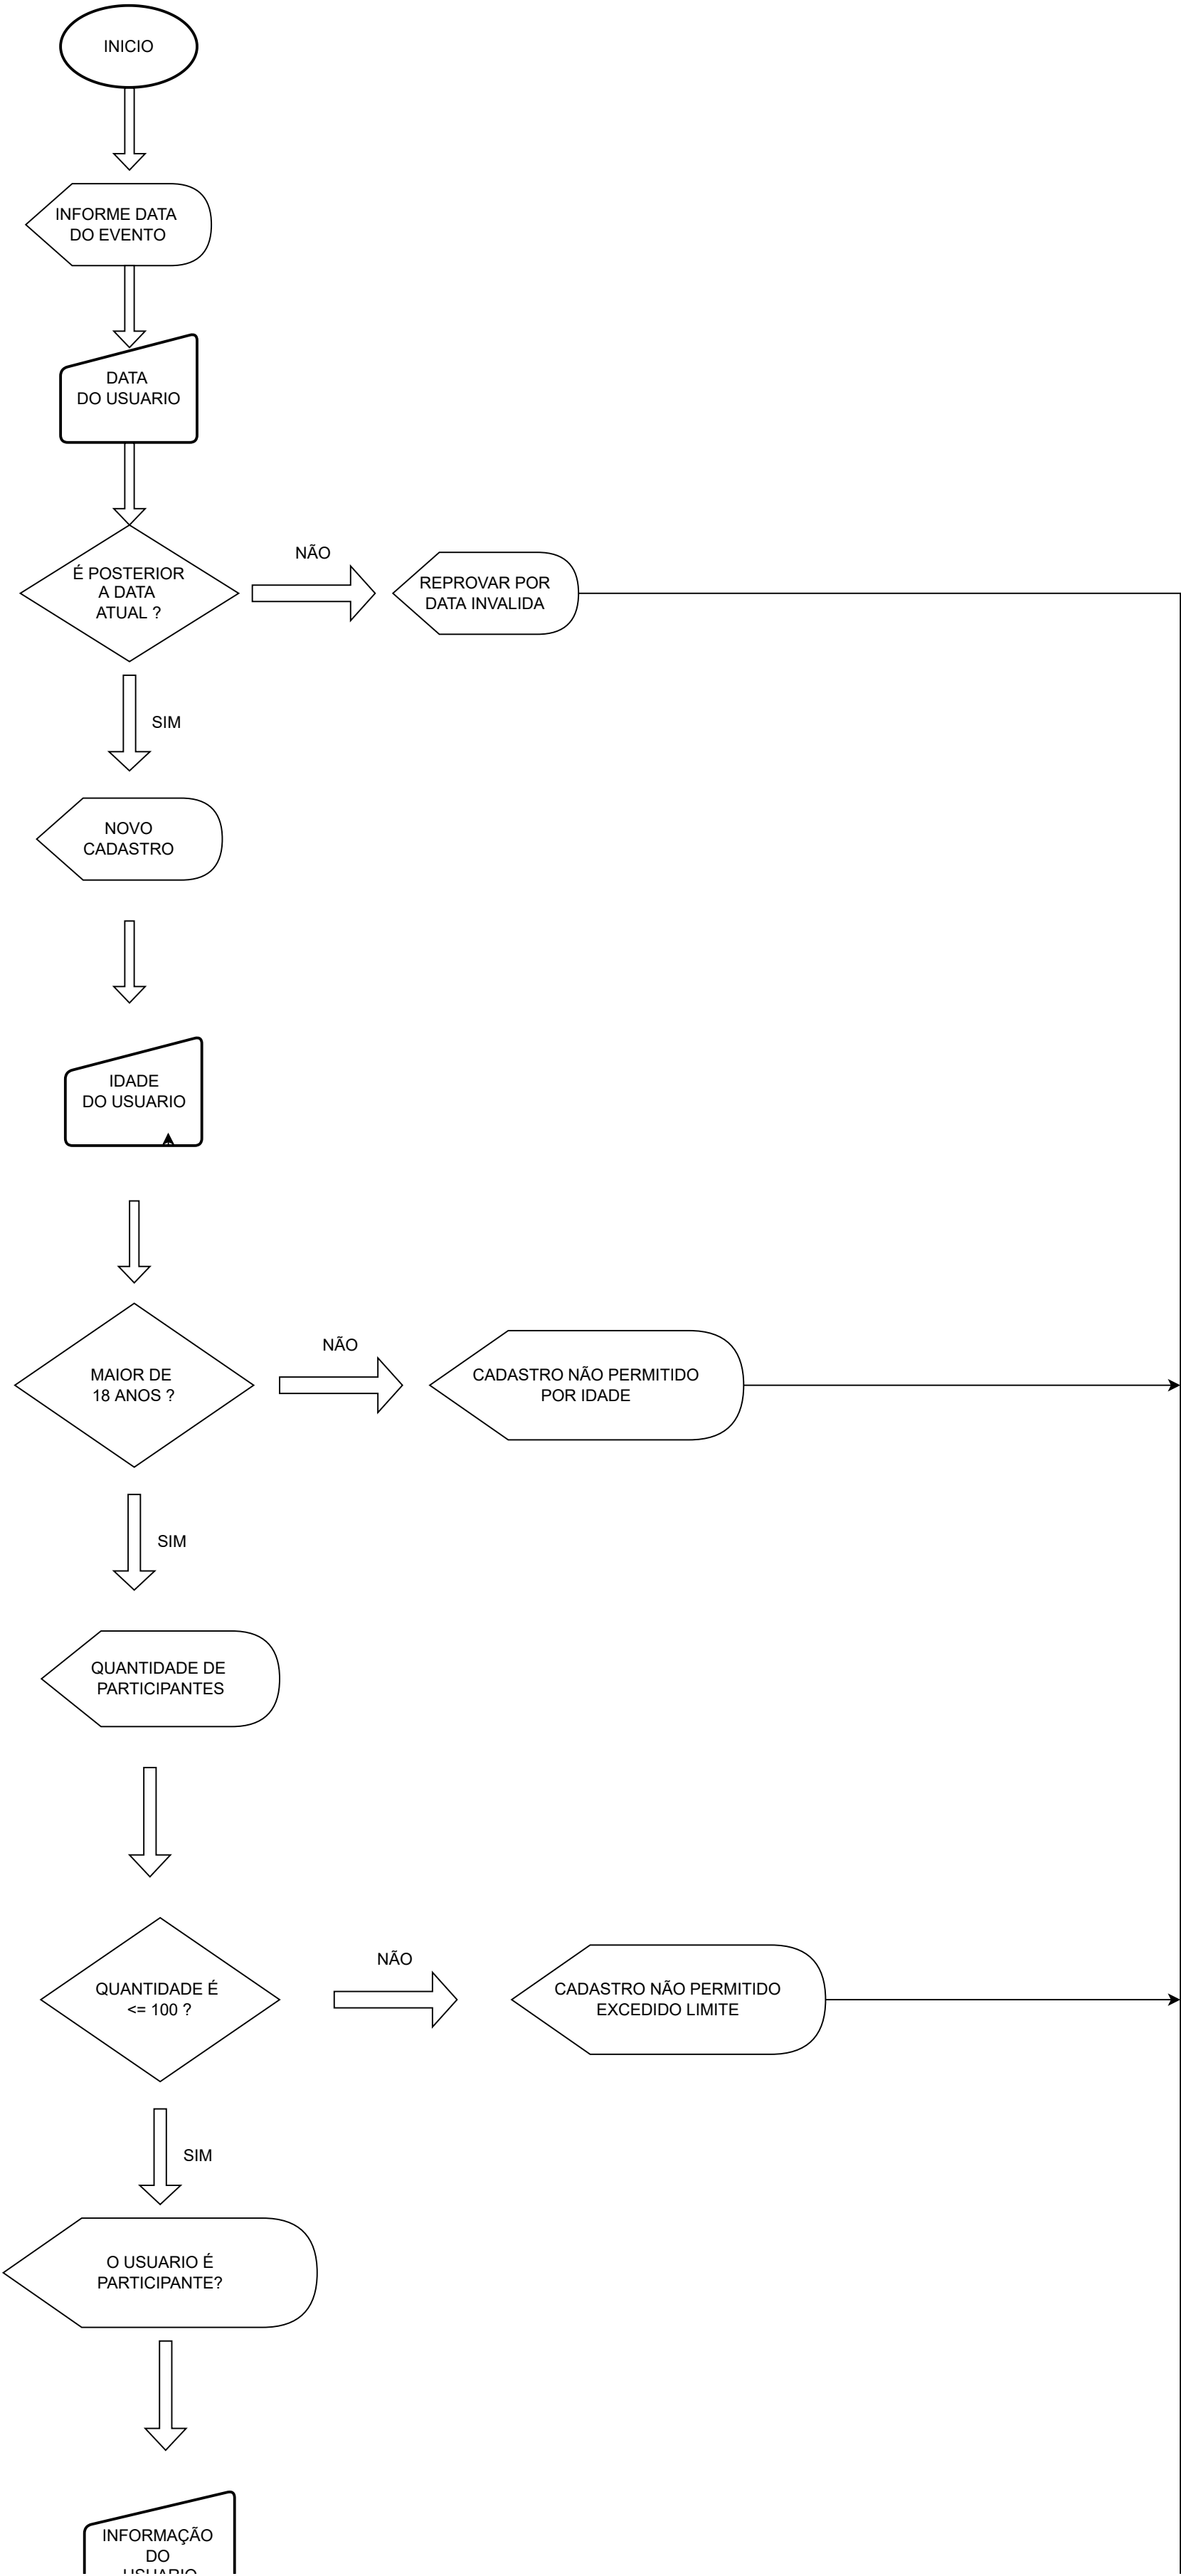 INICIO
INFORME DATA
DO EVENTO
DATA
DO USUARIO
É POSTERIOR
A DATA
ATUAL ?
NÃO
REPROVAR POR
DATA INVALIDA
SIM
NOVO
CADASTRO
IDADE
DO USUARIO
MAIOR DE
18 ANOS ?
NÃO
CADASTRO NÃO PERMITIDO
POR IDADE
SIM
QUANTIDADE DE
PARTICIPANTES
QUANTIDADE É
<= 100 ?
NÃO
CADASTRO NÃO PERMITIDO
EXCEDIDO LIMITE
SIM
O USUARIO É
PARTICIPANTE?
INFORMAÇÃO
DO
USUARIO